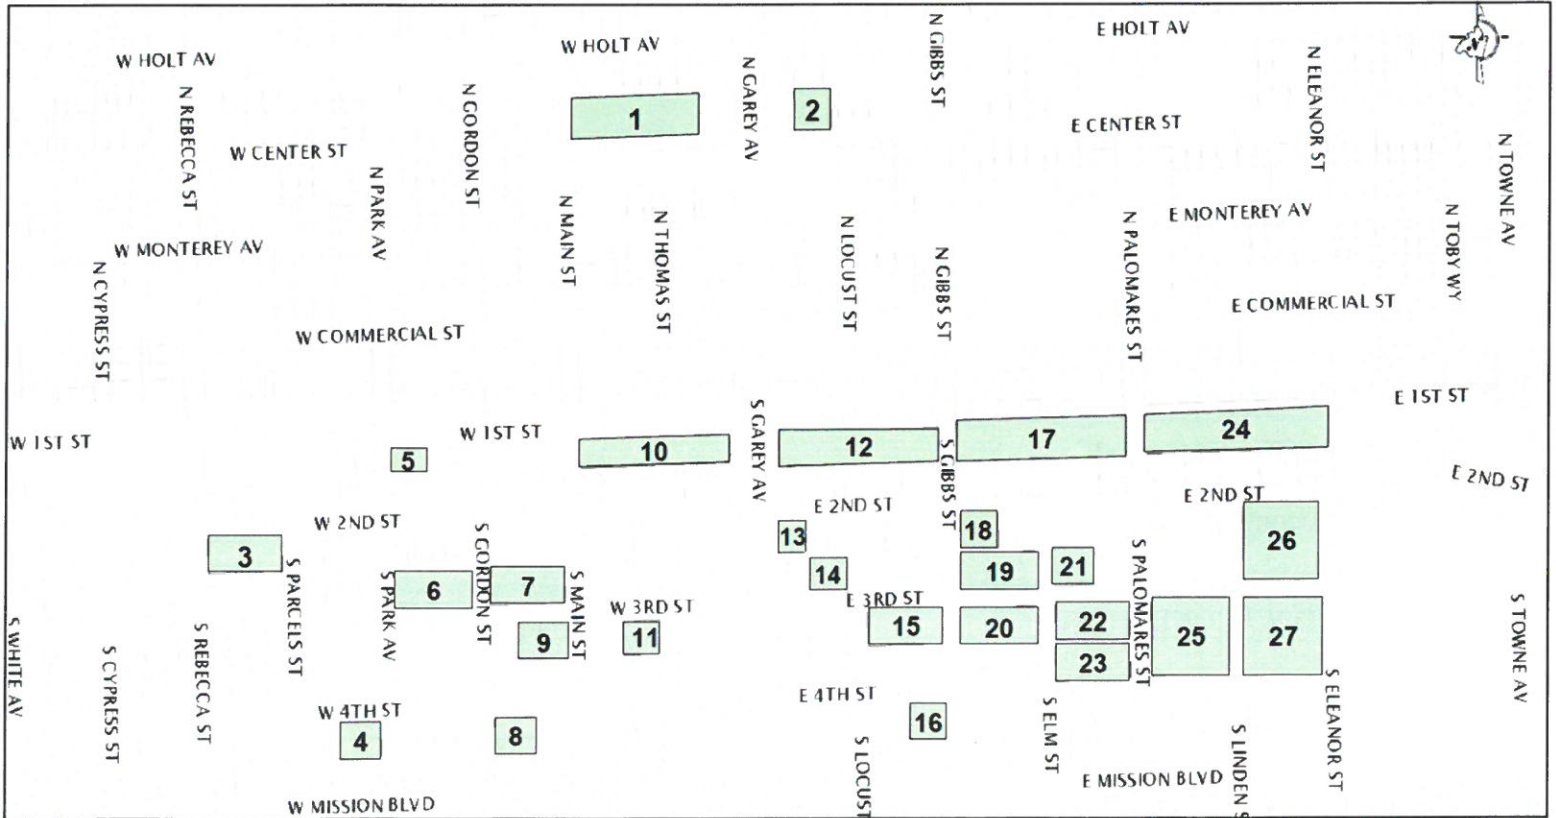 W HOLT AV
W HOLT AV
E HOLT AV
N GIBBS ST
N ELEANOR ST
N REBECCA ST
N GORDON ST
1
N GAREY AV
2
E CENTER ST
W CENTER ST
N PARK AV
N TOWNE AV
N MAIN ST
N THOMAS ST
N LOCUST ST
N PALOMARES ST
E MONTEREY AV
N TOBY WY
W MONTEREY AV
N CYPRESS ST
N GIBBS ST
E COMMERCIAL ST
W COMMERCIAL ST
E 1ST ST
W 1ST ST
W 1ST ST
5
10
S GAREY AV
12
S GIBBS ST
17
24
E 2ND ST
W 2ND ST
E 2ND ST
E 2ND ST
3
S PARCELS ST
S PARK AV
6
S GORDON ST
7
S MAIN ST
13
14
18
19
21
S PALOMARES ST
26
W 3RD ST
E 3RD ST
9
11
15
20
22
23
25
27
S WHITE AV
S CYPRESS ST
S REBECCA ST
S TOWNE AV
W 4TH ST
4
8
E 4TH ST
16
S LOCUST
S ELM ST
S LINDEN S
S ELEANOR ST
W MISSION BLVD
E MISSION BLVD